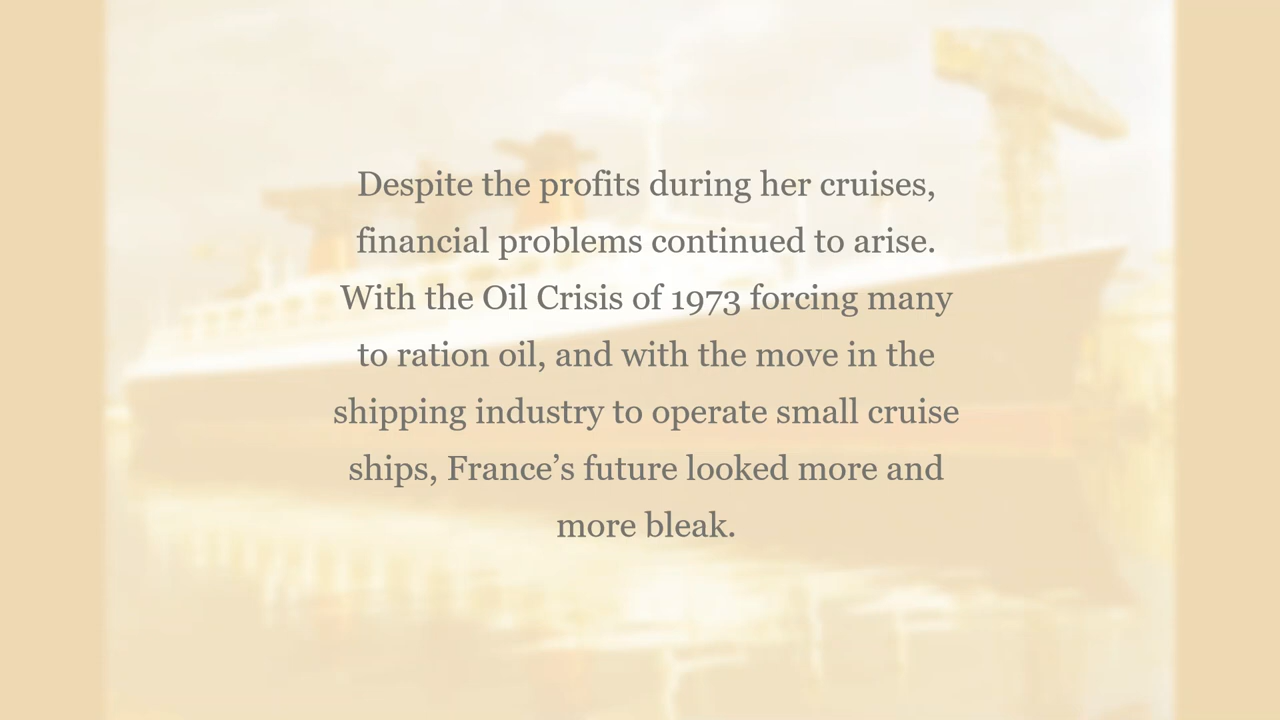 Despite the profits during her cruises,
financial problems continued to arise.
With the Oil Crisis of 1973 forcing many
to ration oil, and with the move in the
shipping industry to operate small cruise
ships, France’s future looked more and
more bleak.